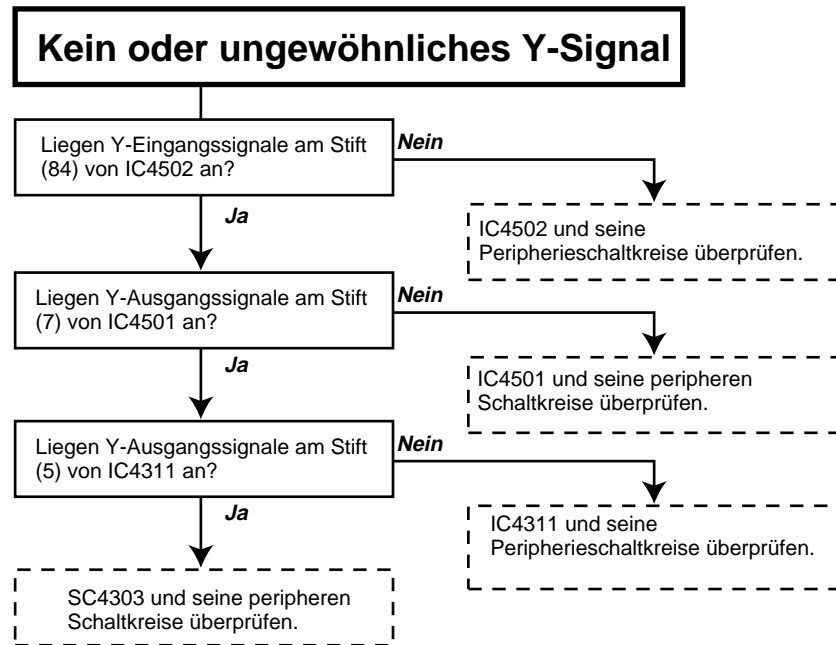 Kein oder ungewöhnliches Y-Signal
Liegen Y-Eingangssignale am Stift
(84) von IC4502 an?
Nein
Ja
IC4502 und seine
Peripherieschaltkreise überprüfen.
Liegen Y-Ausgangssignale am Stift
(7) von IC4501 an?
Nein
Ja
IC4501 und seine peripheren
Schaltkreise überprüfen.
Liegen Y-Ausgangssignale am Stift
(5) von IC4311 an?
Nein
Ja
IC4311 und seine
Peripherieschaltkreise überprüfen.
SC4303 und seine peripheren
Schaltkreise überprüfen.